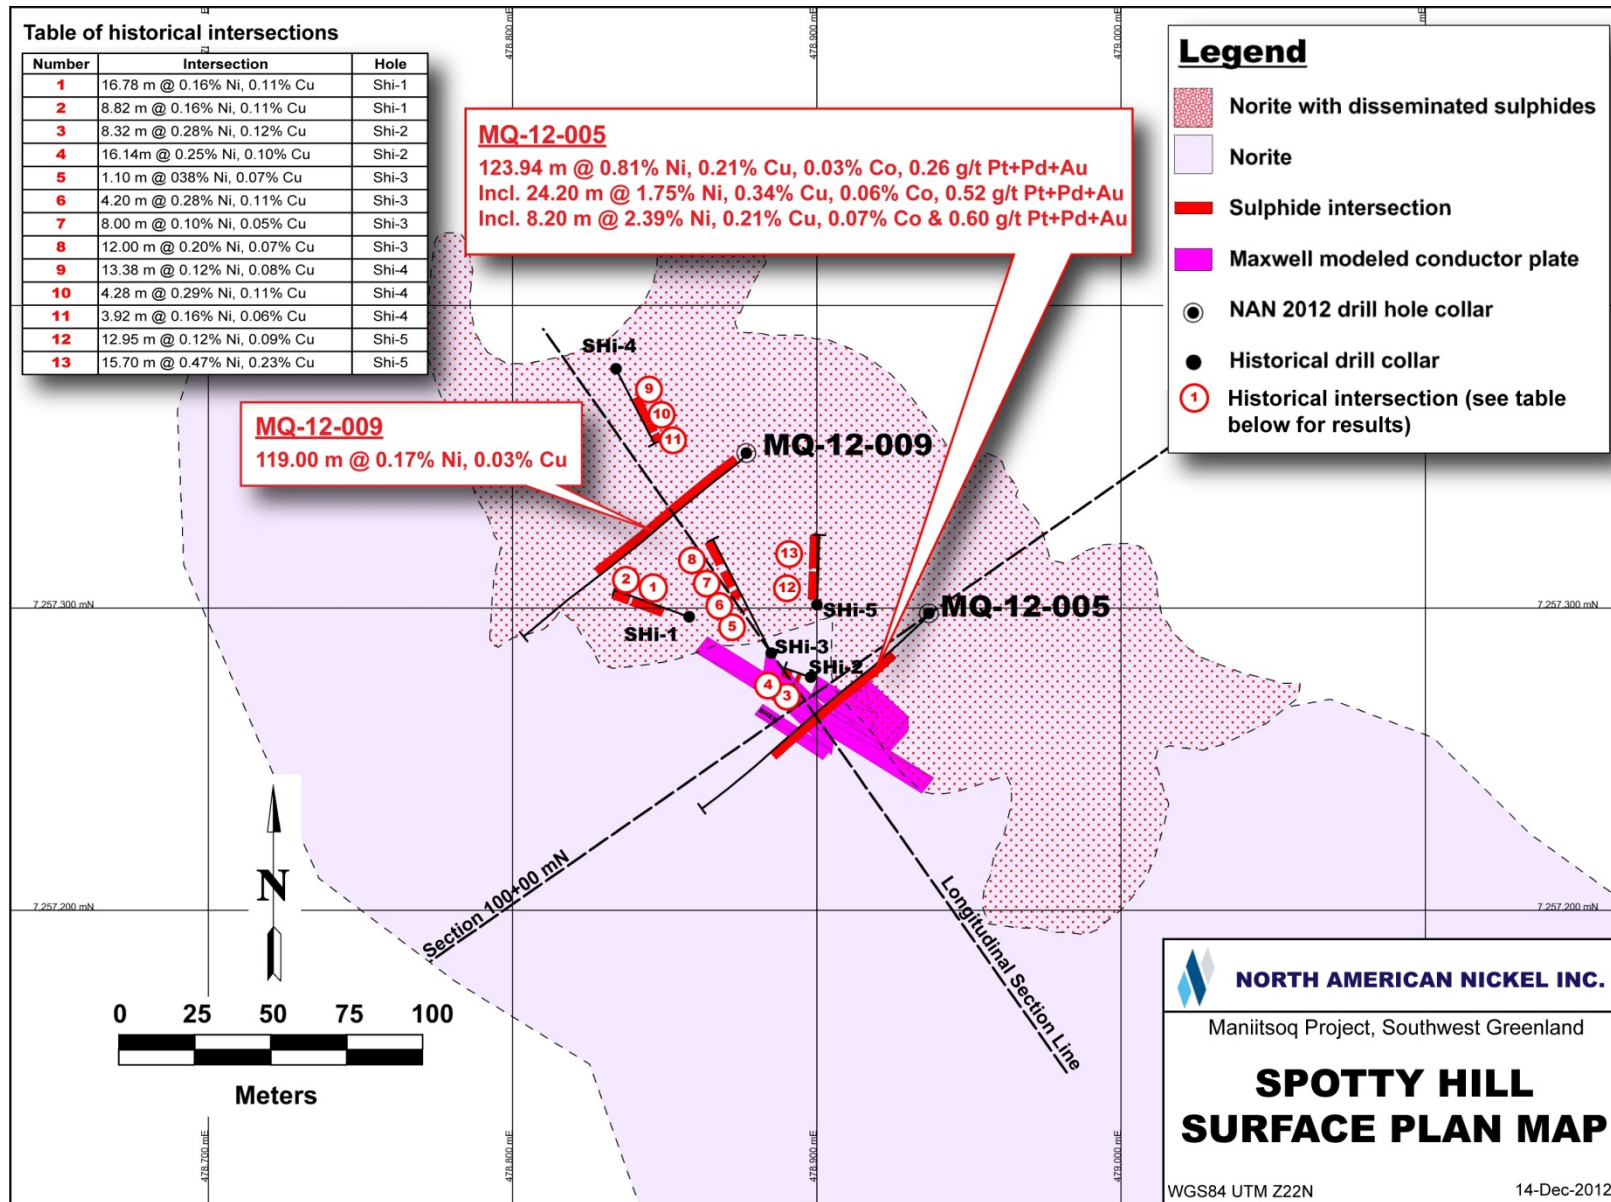 Table of historical intersections
Number Intersection Hole
1 16.78 m @ 0.16% Ni, 0.11% Cu Shi-1
2 8.82 m @ 0.16% Ni, 0.11% Cu Shi-1
3 8.32 m @ 0.28% Ni, 0.12% Cu Shi-2
4 16.14m @ 0.25% Ni, 0.10% Cu Shi-2
5 1.10 m @ 038% Ni, 0.07% Cu Shi-3
6 4.20 m @ 0.28% Ni, 0.11% Cu Shi-3
7 8.00 m @ 0.10% Ni, 0.05% Cu Shi-3
8 12.00 m @ 0.20% Ni, 0.07% Cu Shi-3
9 13.38 m @ 0.12% Ni, 0.08% Cu Shi-4
10 4.28 m @ 0.29% Ni, 0.11% Cu Shi-4
11 3.92 m @ 0.16% Ni, 0.06% Cu Shi-4
12 12.95 m @ 0.12% Ni, 0.09% Cu Shi-5
13 15.70 m @ 0.47% Ni, 0.23% Cu Shi-5
478,800 mE
478,900 mE
mE
mE
MQ-12-005
123.94 m @ 0.81% Ni, 0.21% Cu, 0.03% Co, 0.26 g/t Pt+Pd+Au
Incl. 24.20 m @ 1.75% Ni, 0.34% Cu, 0.06% Co, 0.52 g/t Pt+Pd+Au
Incl. 8.20 m @ 2.39% Ni, 0.21% Cu, 0.07% Co & 0.60 g/t Pt+Pd+Au
Legend
Norite with disseminated sulphides
Norite
Sulphide intersection
Maxwell modeled conductor plate
NAN 2012 drill hole collar
Historical drill collar
1 Historical intersection (see table
below for results)
MQ-12-009
119.00 m @ 0.17% Ni, 0.03% Cu
SHi-4
9
10
11
MQ-12-009
8
7
6
5
13
12
2
1
SHi-1
SHi-5
MQ-12-005
SHi-3
SHi-2
4
3
7,257,300 mN
7,257,300 mN
7,257,200 mN
7,257,200 mN
Section 100+00 mN
Longitudinal Section Line
N
0 25 50 75 100
Meters
478,700 mE
478,800 mE
478,900 mE
479,000 mE
NORTH AMERICAN NICKEL INC.
Maniitsoq Project, Southwest Greenland
SPOTTY HILL
SURFACE PLAN MAP
WGS84 UTM Z22N 14-Dec-2012